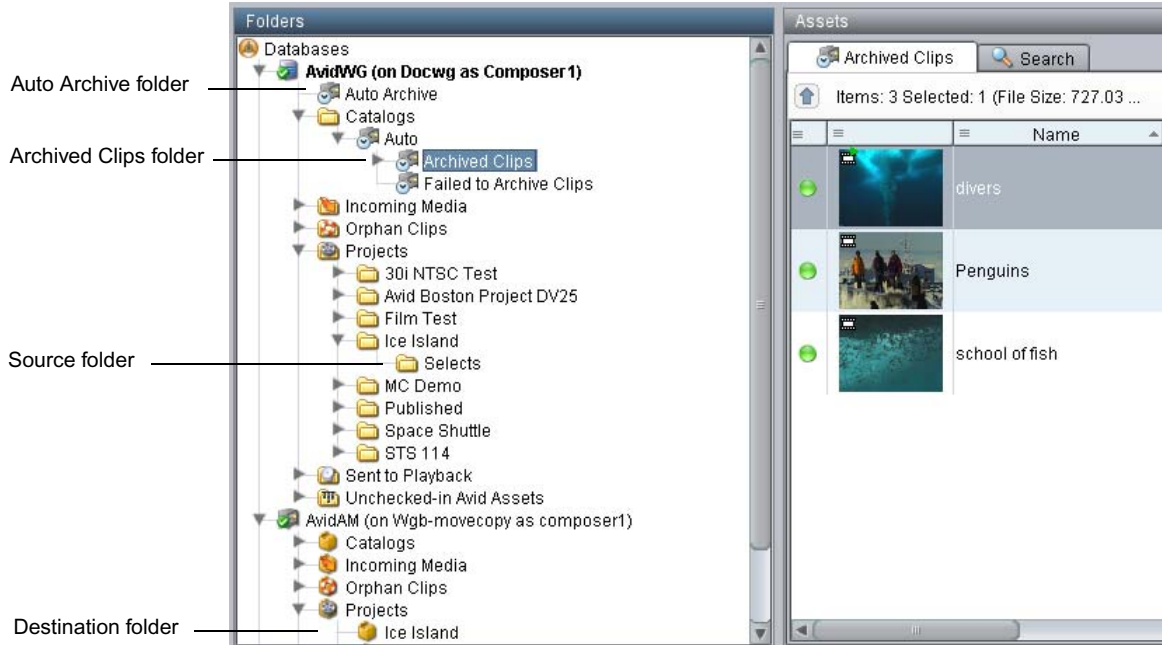 Folders
Databases
AvidWG (on Docwg as Composer1)
Auto Archive folder
Auto Archive
Catalogs
Auto
Archived Clips folder
Archived Clips
Failed to Archive Clips
Incoming Media
Orphan Clips
Projects
30i NTSC Test
Avid Boston Project DV25
Film Test
Ice Island
Source folder
Selects
MC Demo
Published
Space Shuttle
STS 114
Sent to Playback
Unchecked-in Avid Assets
AvidAM (on Wgb-movecopy as composer1)
Catalogs
Incoming Media
Orphan Clips
Projects
Destination folder
Ice Island
Assets
Archived Clips
Search
Items: 3 Selected: 1 (File Size: 727.03 ...
Name
divers
Penguins
school of fish